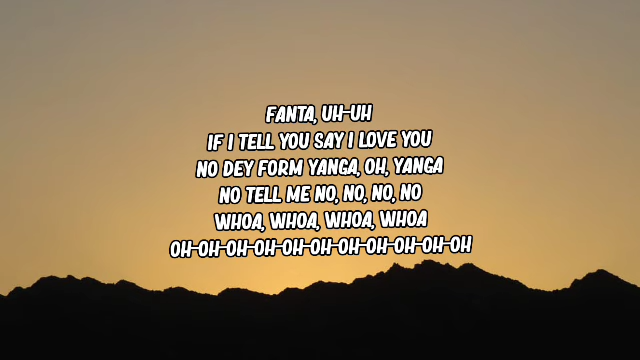 FANTA, UH-UH
IF I TELL YOU SAY I LOVE YOU
NO DEY FORM YANGA, OH, YANGA
NO TELL ME NO, NO, NO, NO
WHOA, WHOA, WHOA, WHOA
OH-OH-OH-OH-OH-OH-OH-OH-OH-OH-OH